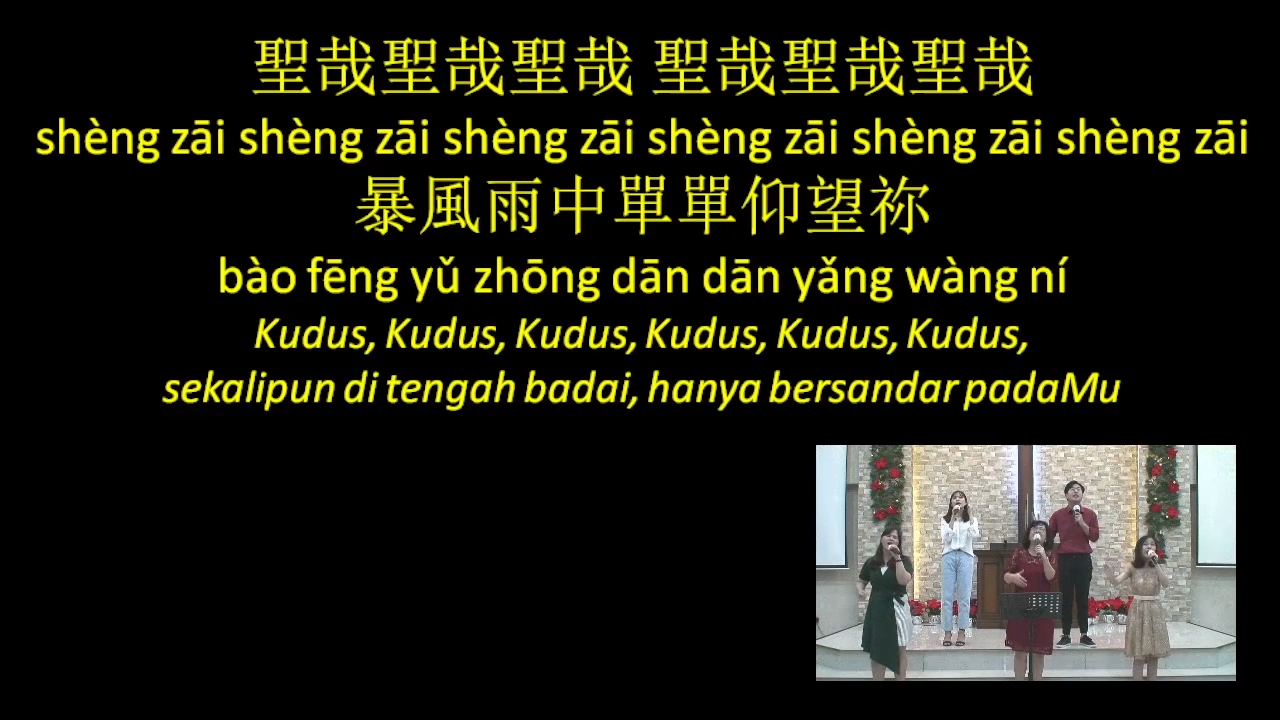 聖哉聖哉聖哉 聖哉聖哉聖哉
shèng zāi shèng zāi shèng zāi shèng zāi shèng zāi shèng zāi
暴風雨中單單仰望祢
bào fēng yǔ zhōng dān dān yǎng wàng ní
Kudus, Kudus, Kudus, Kudus, Kudus, Kudus,
sekalipun di tengah badai, hanya bersandar padaMu